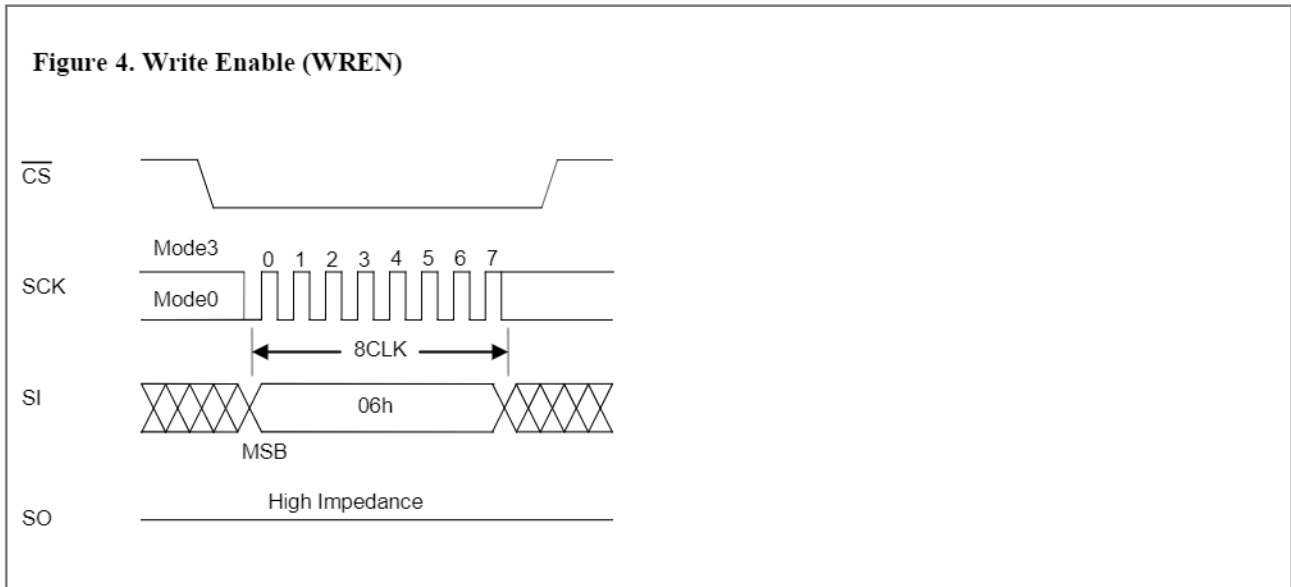 Figure 4. Write Enable (WREN)
CS
Mode3
0 1 2 3 4 5 6 7
SCK
Mode0
8CLK
SI
06h
MSB
High Impedance
SO